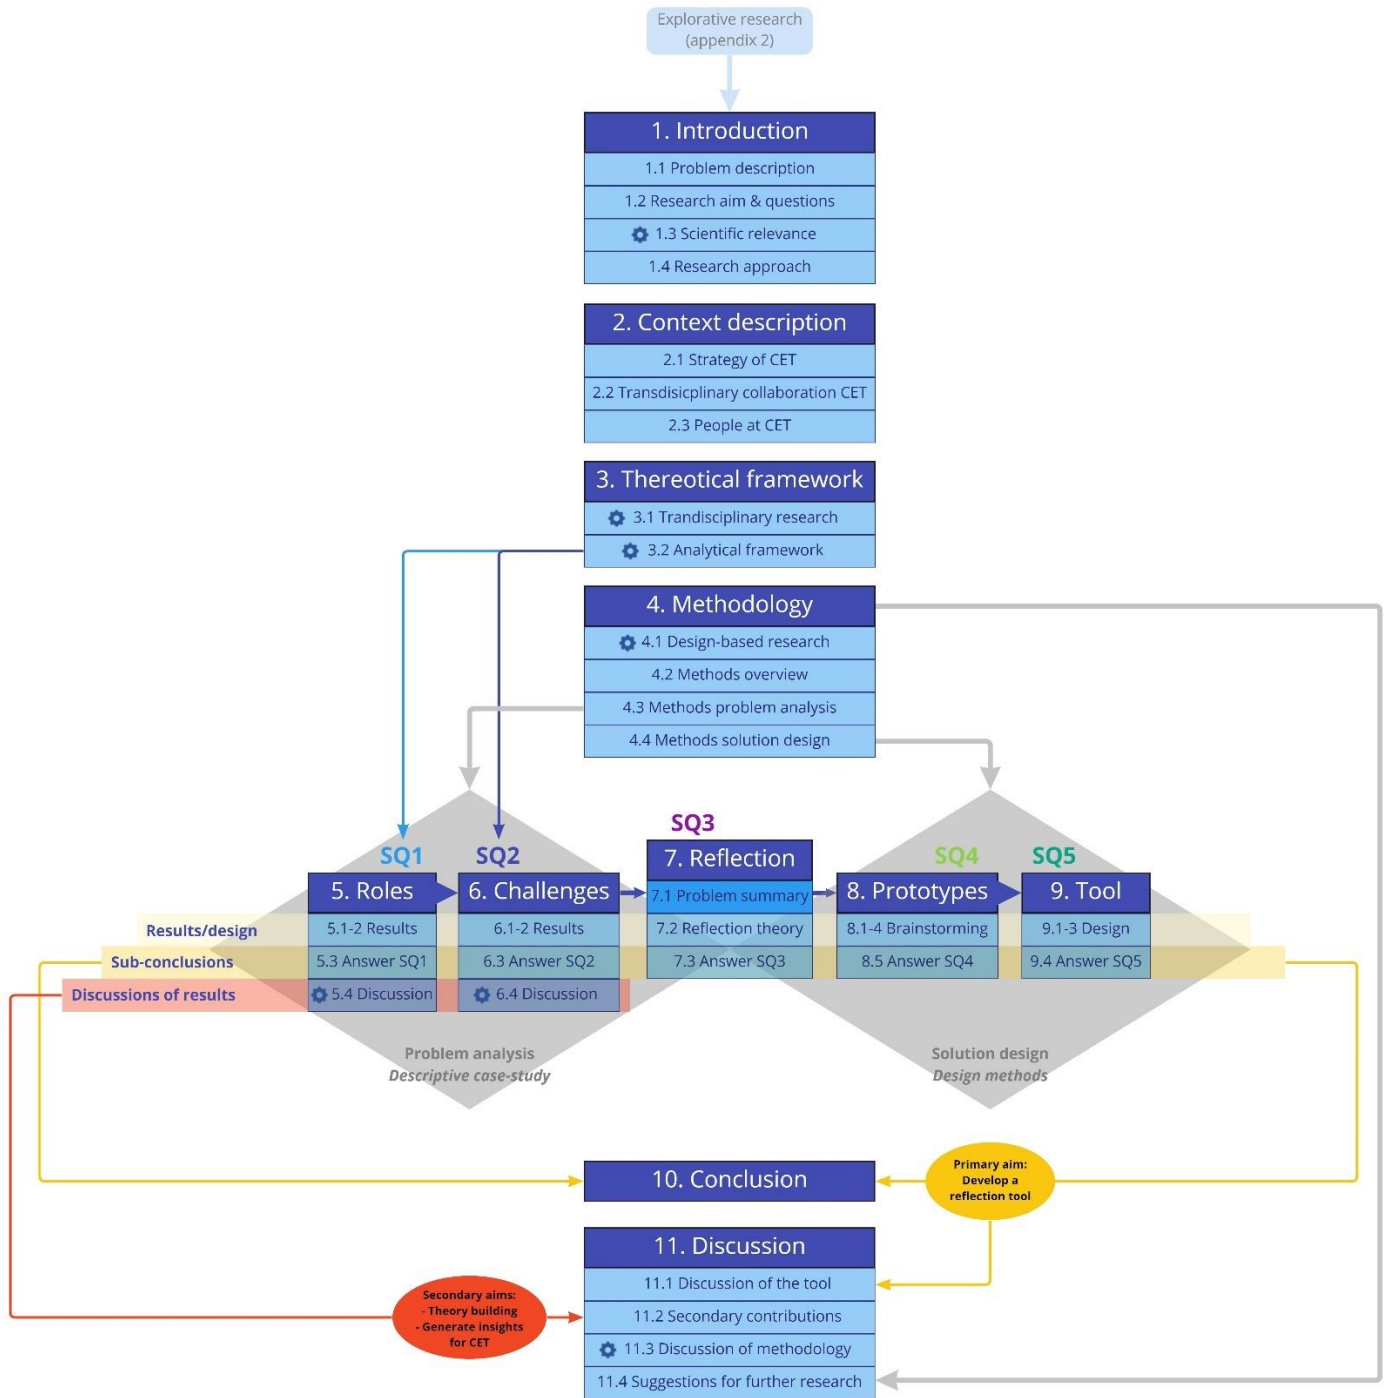 Explorative research
(appendix 2)
1. Introduction
1.1 Problem description
1.2 Research aim & questions
1.3 Scientific relevance
1.4 Research approach
2. Context description
2.1 Strategy of CET
2.2 Transdisicplinary collaboration CET
2.3 People at CET
3. Thereotical framework
3.1 Trandisciplinary research
3.2 Analytical framework
4. Methodology
4.1 Design-based research
4.2 Methods overview
4.3 Methods problem analysis
4.4 Methods solution design
SQ1
SQ2
SQ3
SQ4
SQ5
5. Roles
6. Challenges
7. Reflection
7.1 Problem summary
8. Prototypes
9. Tool
Results/design
5.1-2 Results
6.1-2 Results
7.2 Reflection theory
8.1-4 Brainstorming
9.1-3 Design
Sub-conclusions
5.3 Answer SQ1
6.3 Answer SQ2
7.3 Answer SQ3
8.5 Answer SQ4
9.4 Answer SQ5
Discussions of results
5.4 Discussion
6.4 Discussion
Problem analysis
Descriptive case-study
Solution design
Design methods
10. Conclusion
Primary aim:
Develop a
reflection tool
11. Discussion
11.1 Discussion of the tool
11.2 Secondary contributions
11.3 Discussion of methodology
11.4 Suggestions for further research
Secondary aims:
- Theory building
- Generate insights
for CET